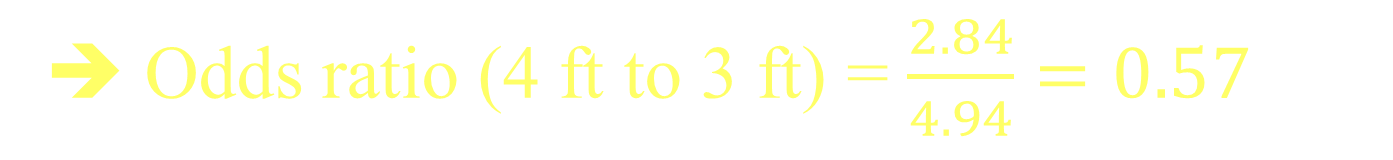 ➔ Odds ratio (4 ft to 3 ft) = 2.84/4.94 = 0.57